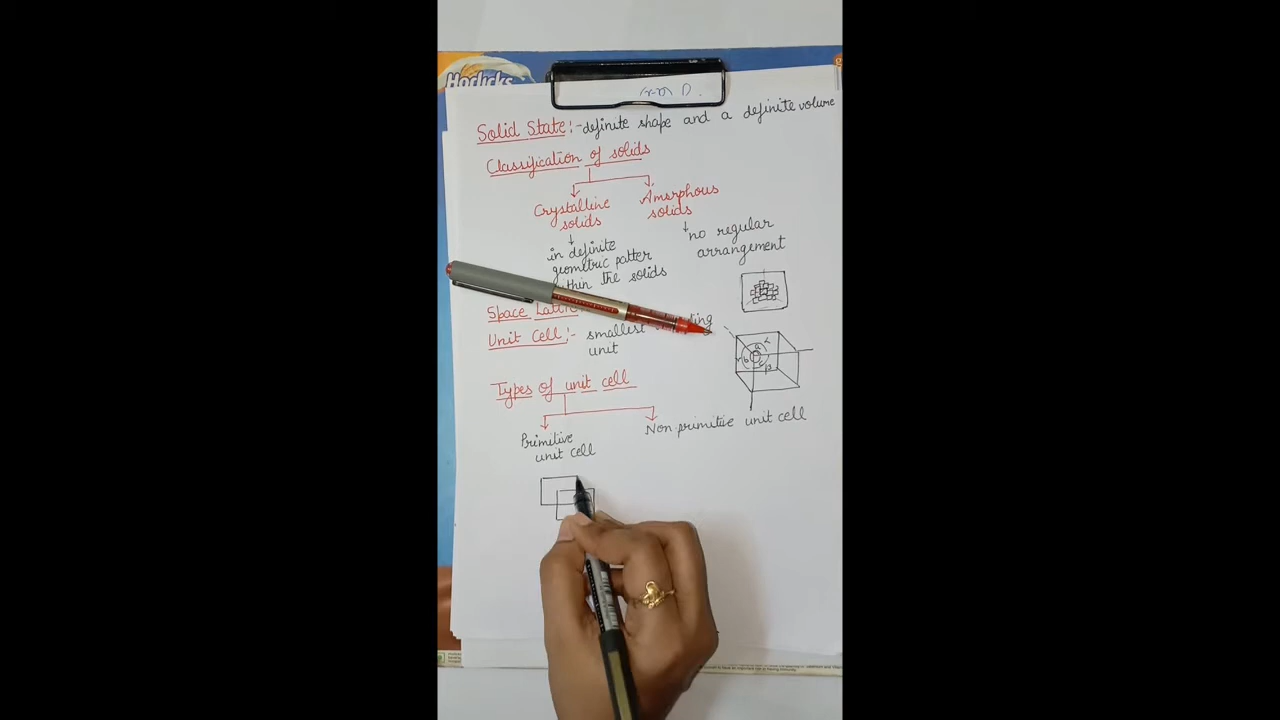 Horlicks
Solid State:- definite shape and a definite volume
Classification of solids
Crystalline solids
Amorphous solids
in definite
geometric patter
within the solids
no regular
arrangement
Space Lattice
Unit Cell:- smallest
unit
Types of unit cell
Primitive
unit cell
Non primitive unit cell